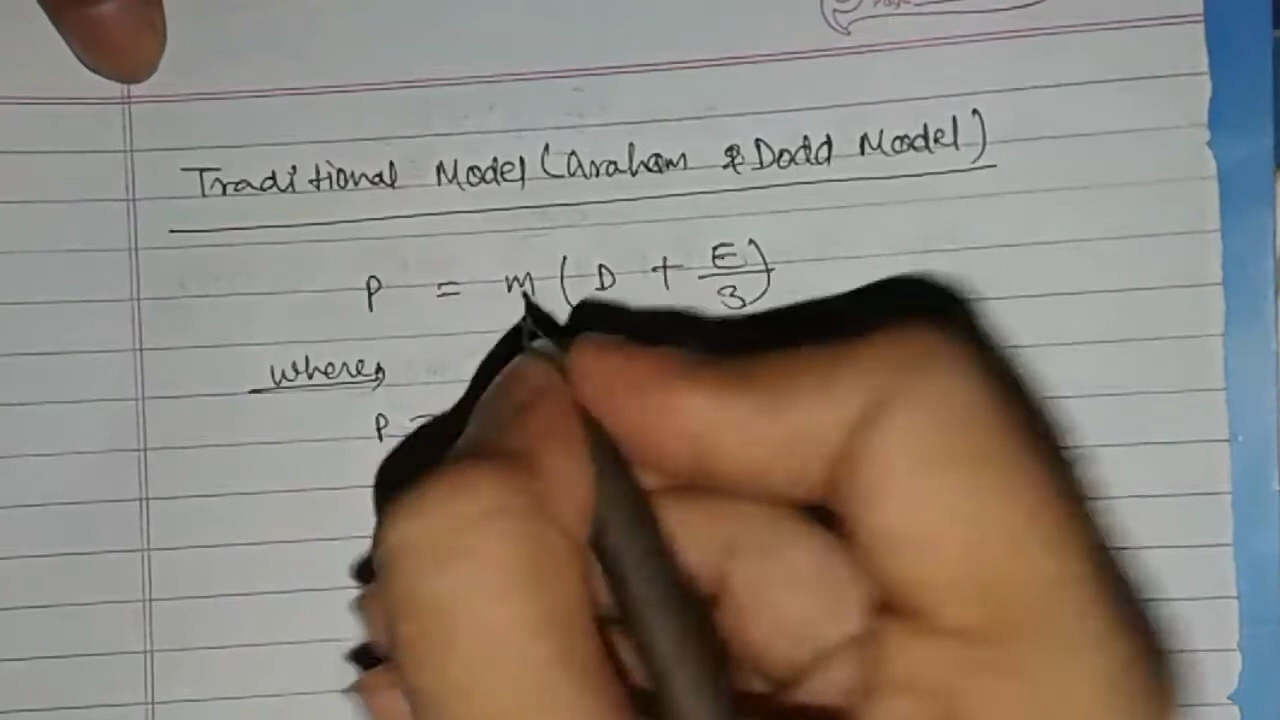 Traditional Model (Graham & Dodd Model)
P = m (D + E/3)
where,
P =